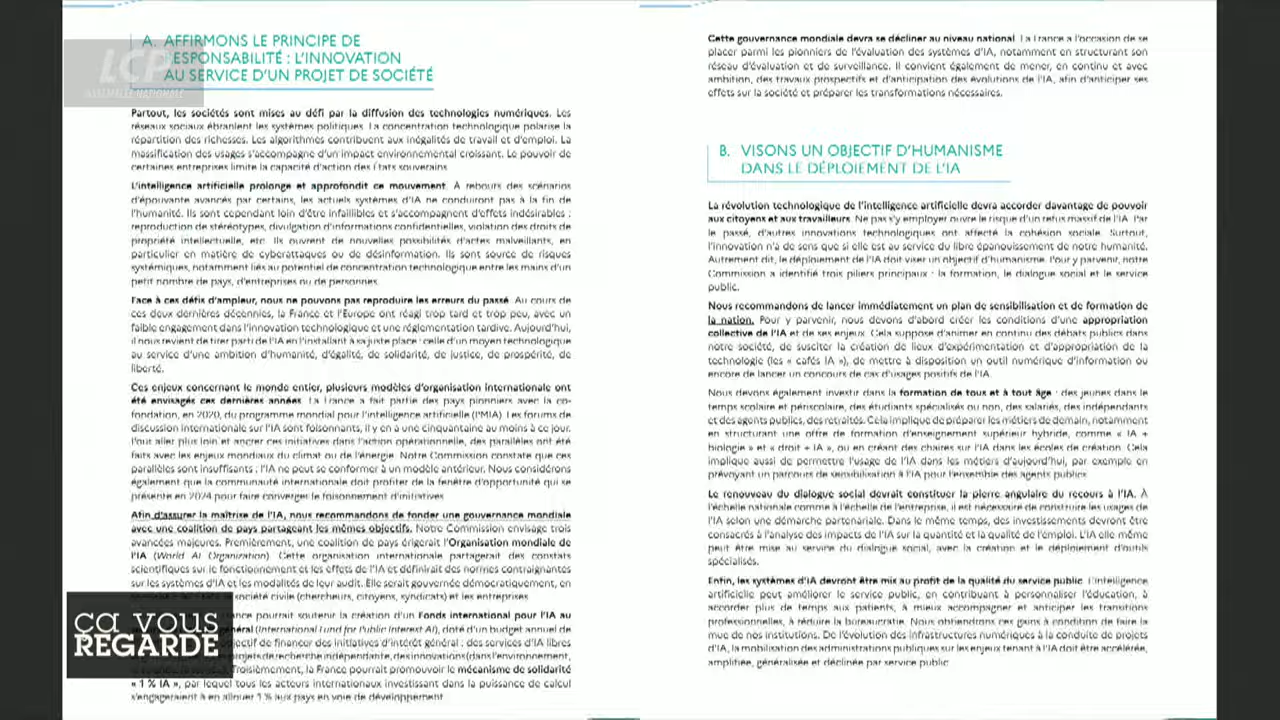 A. AFFIRMONS LE PRINCIPE DE
RESPONSABILITÉ : L'INNOVATION
AU SERVICE D'UN PROJET DE SOCIÉTÉ
LCP
ASSEMBLÉE NATIONALE
Partout, les sociétés sont mises au défi par la diffusion des technologies numériques. Les
réseaux sociaux ébranlent les systèmes politiques. La concentration technologique polarise la
répartition des richesses. Les algorithmes contribuent aux inégalités de travail et d'emploi. La
massification des usages s'accompagne d'un impact environnemental croissant. Le pouvoir de
certaines entreprises limite la capacité d'action des États souverains.
L'intelligence artificielle prolonge et approfondit ce mouvement. À rebours des scénarios
d'épouvante avancés par certains, les actuels systèmes d'IA ne conduiront pas à la fin de
l'humanité. Ils sont cependant loin d'être infaillibles et s'accompagnent d'effets indésirables :
reproduction de stéréotypes, divulgation d'informations confidentielles, violation des droits de
propriété intellectuelle, etc. Ils ouvrent de nouvelles possibilités d'actes malveillants, en
particulier en matière de cyberattaques ou de désinformation. Ils sont source de risques
systémiques, notamment liés au potentiel de concentration technologique entre les mains d'un
petit nombre de pays, d'entreprises ou de personnes.
Face à ces défis d'ampleur, nous ne pouvons pas reproduire les erreurs du passé. Au cours de
ces deux dernières décennies, la France et l'Europe ont réagi trop tard et trop peu, avec un
faible engagement dans l'innovation technologique et une réglementation tardive. Aujourd'hui,
il nous revient de tirer parti de l'IA en l'installant à sa juste place : celle d'un moyen technologique
au service d'une ambition d'humanité, d'égalité, de solidarité, de justice, de prospérité, de
liberté.
Ces enjeux concernent le monde entier, plusieurs modèles d'organisation internationale ont
été envisagés ces dernières années. La France a fait partie des pays pionniers avec la co-
fondation, en 2020, du programme mondial pour l'intelligence artificielle (PMIA). Les forums de
discussion internationale sur l'IA sont foisonnants, il y en a une cinquantaine au moins à ce jour.
Pour aller plus loin et ancrer ces initiatives dans l'action opérationnelle, des parallèles ont été
faits avec les enjeux mondiaux du climat ou de l'énergie. Notre Commission constate que ces
parallèles sont insuffisants : l'IA ne peut se conformer à un modèle antérieur. Nous considérons
également que la communauté internationale doit profiter de la fenêtre d'opportunité qui se
présente en 2024 pour faire converger le foisonnement d'initiatives.
Afin d'assurer la maîtrise de l'IA, nous recommandons de fonder une gouvernance mondiale
avec une coalition de pays partageant les mêmes objectifs. Notre Commission envisage trois
avancées majeures. Premièrement, une coalition de pays érigerait l'Organisation mondiale de
l'IA (World AI Organization). Cette organisation internationale partagerait des constats
scientifiques sur le fonctionnement et les effets de l'IA et définirait des normes contraignantes
sur les systèmes d'IA et les modalités de leur audit. Elle serait gouvernée démocratiquement, en
société civile (chercheurs, citoyens, syndicats) et les entreprises.
pourrait soutenir la création d'un Fonds international pour l'IA au
(International Fund for Public Interest AI), doté d'un budget annuel de
objectif de financer des initiatives d'intérêt général : des services d'IA libres
projets de recherche indépendante, des innovations (dans l'environnement,
Troisièmement, la France pourrait promouvoir le mécanisme de solidarité
« 1 % IA », par lequel tous les acteurs internationaux investissant dans la puissance de calcul
s'engageraient à en allouer 1 % aux pays en voie de développement.
ça vous
REGARDE
Cette gouvernance mondiale devra se décliner au niveau national. La France a l'occasion de se
placer parmi les pionniers de l'évaluation des systèmes d'IA, notamment en structurant son
réseau d'évaluation et de surveillance. Il convient également de mener, en continu et avec
ambition, des travaux prospectifs et d'anticipation des évolutions de l'IA, afin d'anticiper ses
effets sur la société et préparer les transformations nécessaires.
B. VISONS UN OBJECTIF D'HUMANISME
DANS LE DÉPLOIEMENT DE L'IA
La révolution technologique de l'intelligence artificielle devra accorder davantage de pouvoir
aux citoyens et aux travailleurs. Ne pas s'y employer ouvre le risque d'un refus massif de l'IA. Par
le passé, d'autres innovations technologiques ont affecté la cohésion sociale. Surtout,
l'innovation n'a de sens que si elle est au service du libre épanouissement de notre humanité.
Autrement dit, le déploiement de l'IA doit viser un objectif d'humanisme. Pour y parvenir, notre
Commission a identifié trois piliers principaux : la formation, le dialogue social et le service
public.
Nous recommandons de lancer immédiatement un plan de sensibilisation et de formation de
la nation. Pour y parvenir, nous devons d'abord créer les conditions d'une appropriation
collective de l'IA et de ses enjeux. Cela suppose d'animer en continu des débats publics dans
notre société, de susciter la création de lieux d'expérimentation et d'appropriation de la
technologie (les « cafés IA »), de mettre à disposition un outil numérique d'information ou
encore de lancer un concours de cas d'usages positifs de l'IA.
Nous devons également investir dans la formation de tous et à tout âge : des jeunes dans le
temps scolaire et périscolaire, des étudiants spécialisés ou non, des salariés, des indépendants
et des agents publics, des retraités. Cela implique de préparer les métiers de demain, notamment
en structurant une offre de formation d'enseignement supérieur hybride, comme « IA +
biologie » et « droit + IA », ou en créant des chaires sur l'IA dans les écoles de création. Cela
implique aussi de permettre l'usage de l'IA dans les métiers d'aujourd'hui, par exemple en
prévoyant un parcours de sensibilisation à l'IA pour l'ensemble des agents publics.
Le renouveau du dialogue social devrait constituer la pierre angulaire du recours à l'IA. À
l'échelle nationale comme à l'échelle de l'entreprise, il est nécessaire de construire les usages de
l'IA selon une démarche partenariale. Dans le même temps, des investissements devront être
consacrés à l'analyse des impacts de l'IA sur la quantité et la qualité de l'emploi. L'IA elle même
peut être mise au service du dialogue social, avec la création et le déploiement d'outils
spécialisés.
Enfin, les systèmes d'IA devront être mix au profit de la qualité du service public. L'intelligence
artificielle peut améliorer le service public, en contribuant à personnaliser l'éducation, à
accorder plus de temps aux patients, à mieux accompagner et anticiper les transitions
professionnelles, à réduire la bureaucratie. Nous obtiendrons ces gains à condition de faire la
mue de nos institutions. De l'évolution des infrastructures numériques à la conduite de projets
d'IA, la mobilisation des administrations publiques sur les enjeux tenant à l'IA doit être accélérée,
amplifiée, généralisée et déclinée par service public.